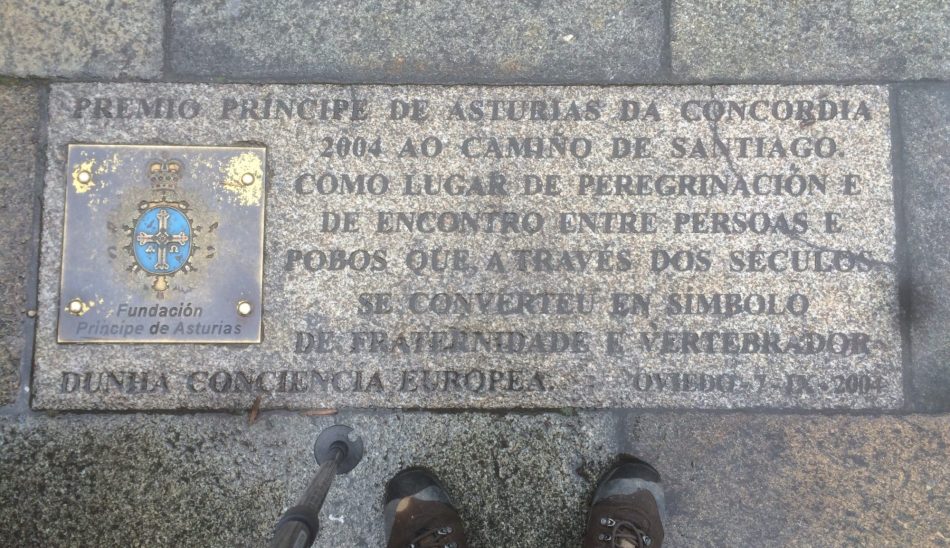 PREMIO PRÍNCIPE DE ASTURIAS DA CONCORDIA
2004 AO CAMIÑO DE SANTIAGO.
COMO LUGAR DE PEREGRINACIÓN E
DE ENCONTRO ENTRE PERSOAS E
POBOS QUE, A TRAVÉS DOS SÉCULOS
SE CONVERTEU EN SÍMBOLO
DE FRATERNIDADE E VERTEBRADOR
DUNHA CONCIENCIA EUROPEA. OVIEDO - 7 - IX - 2004
Fundación
Príncipe de Asturias